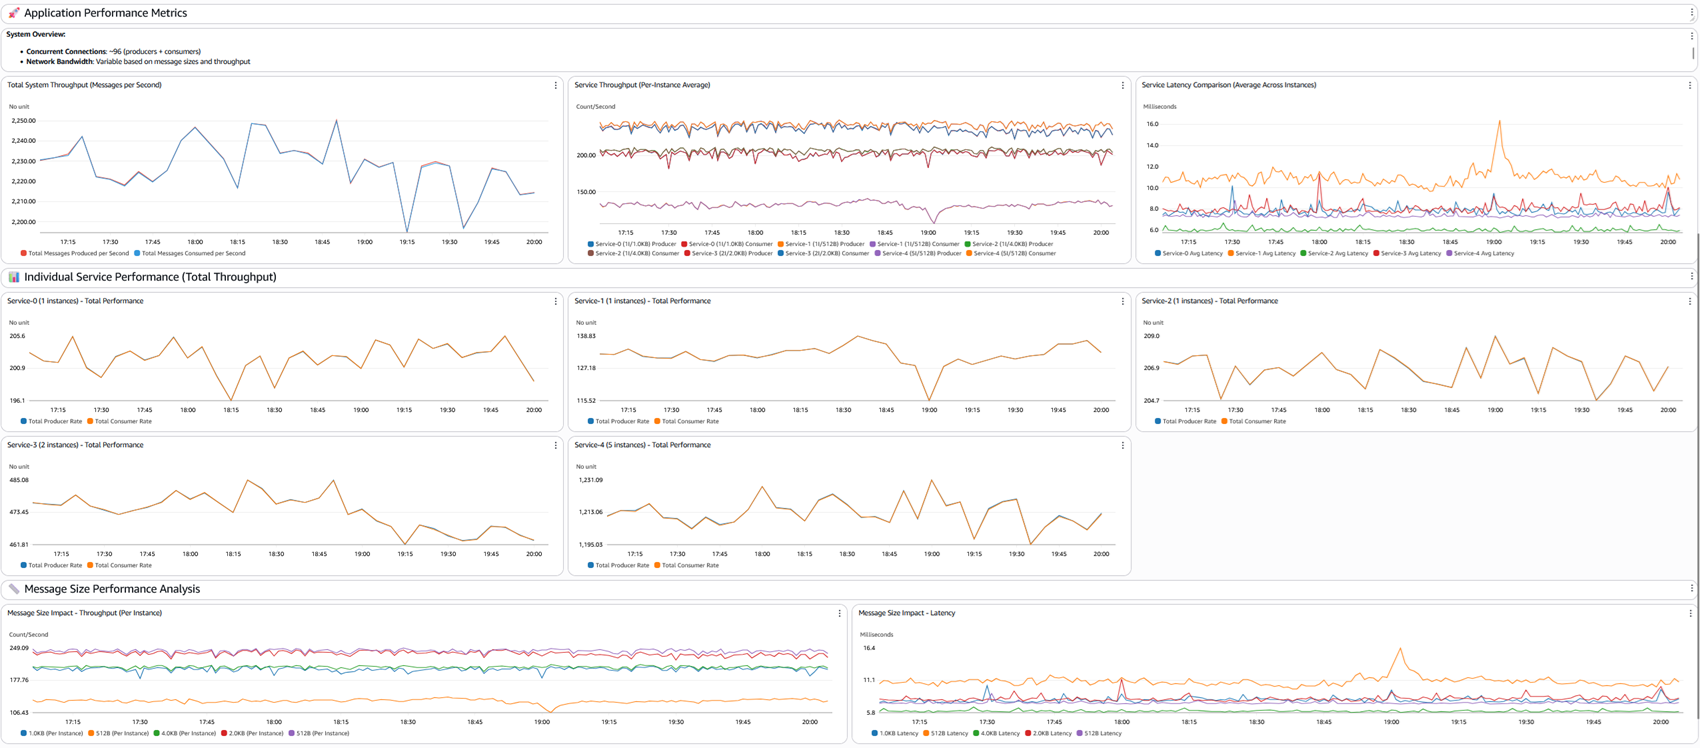 Application Performance Metrics
System Overview:
Concurrent Connections: ~96 (producers + consumers)
Network Bandwidth: Variable based on message sizes and throughput
Total System Throughput (Messages per Second)
No unit
2,250.00
2,240.00
2,230.00
2,220.00
2,210.00
2,200.00
17:15 17:30 17:45 18:00 18:15 18:30 18:45 19:00 19:15 19:30 19:45 20:00
Total Messages Produced per Second Total Messages Consumed per Second
Service Throughput (Per-Instance Average)
Count/Second
200.00
150.00
17:15 17:30 17:45 18:00 18:15 18:30 18:45 19:00 19:15 19:30 19:45 20:00
Service-0 (1I/1.0KB) Producer Service-0 (1I/1.0KB) Consumer Service-1 (1I/512B) Producer Service-1 (1I/512B) Consumer Service-2 (1I/4.0KB) Producer
Service-2 (1I/4.0KB) Consumer Service-3 (2I/2.0KB) Producer Service-3 (2I/2.0KB) Consumer Service-4 (5I/512B) Producer Service-4 (5I/512B) Consumer
Service Latency Comparison (Average Across Instances)
Milliseconds
16.0
14.0
12.0
10.0
8.0
6.0
17:15 17:30 17:45 18:00 18:15 18:30 18:45 19:00 19:15 19:30 19:45 20:00
Service-0 Avg Latency Service-1 Avg Latency Service-2 Avg Latency Service-3 Avg Latency Service-4 Avg Latency
Individual Service Performance (Total Throughput)
Service-0 (1 instances) - Total Performance
No unit
205.6
200.9
196.1
17:15 17:30 17:45 18:00 18:15 18:30 18:45 19:00 19:15 19:30 19:45 20:00
Total Producer Rate Total Consumer Rate
Service-1 (1 instances) - Total Performance
No unit
138.83
127.18
115.52
17:15 17:30 17:45 18:00 18:15 18:30 18:45 19:00 19:15 19:30 19:45 20:00
Total Producer Rate Total Consumer Rate
Service-2 (1 instances) - Total Performance
No unit
209.0
206.9
204.7
17:15 17:30 17:45 18:00 18:15 18:30 18:45 19:00 19:15 19:30 19:45 20:00
Total Producer Rate Total Consumer Rate
Service-3 (2 instances) - Total Performance
No unit
485.08
473.45
461.81
17:15 17:30 17:45 18:00 18:15 18:30 18:45 19:00 19:15 19:30 19:45 20:00
Total Producer Rate Total Consumer Rate
Service-4 (5 instances) - Total Performance
No unit
1,231.09
1,213.06
1,195.03
17:15 17:30 17:45 18:00 18:15 18:30 18:45 19:00 19:15 19:30 19:45 20:00
Total Producer Rate Total Consumer Rate
Message Size Performance Analysis
Message Size Impact - Throughput (Per Instance)
Count/Second
249.09
177.76
106.43
17:15 17:30 17:45 18:00 18:15 18:30 18:45 19:00 19:15 19:30 19:45 20:00
1.0KB (Per Instance) 512B (Per Instance) 4.0KB (Per Instance) 2.0KB (Per Instance) 512B (Per Instance)
Message Size Impact - Latency
Milliseconds
16.4
11.1
5.8
17:15 17:30 17:45 18:00 18:15 18:30 18:45 19:00 19:15 19:30 19:45 20:00
1.0KB Latency 512B Latency 4.0KB Latency 2.0KB Latency 512B Latency